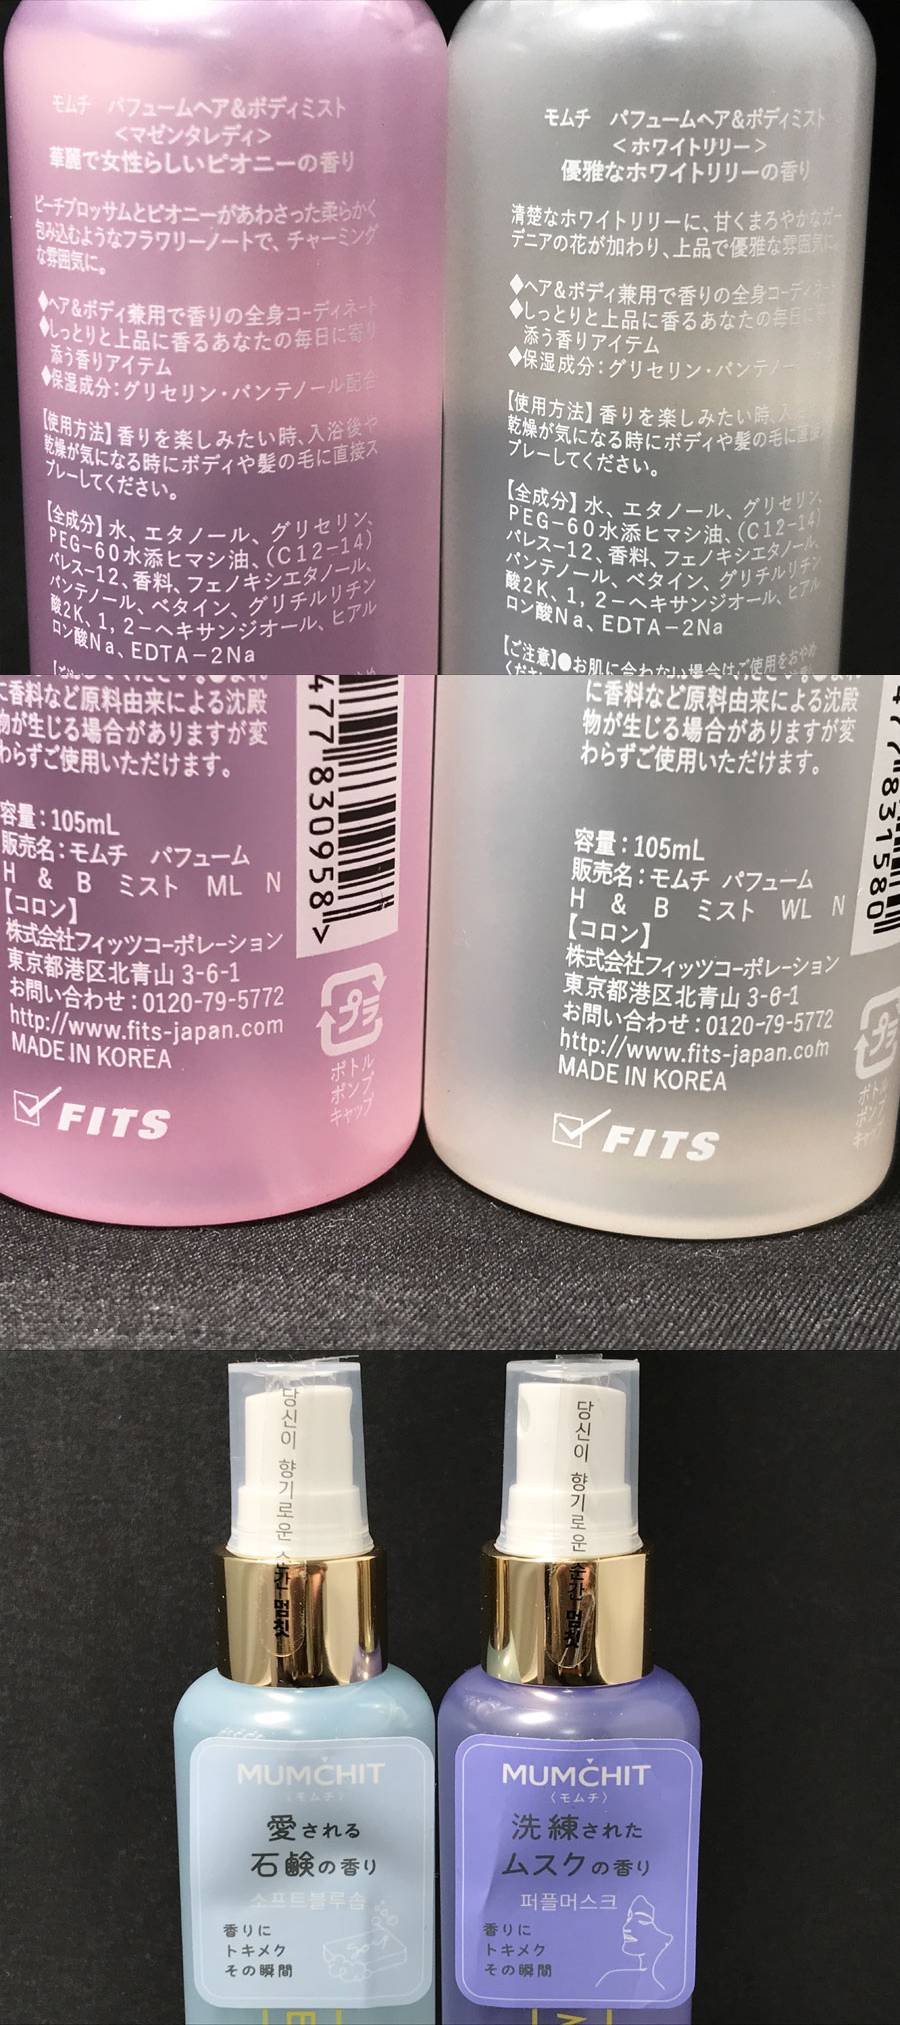 モムチ パフュームヘア&ボディミスト
<マゼンタレディ>
華麗で女性らしいピオニーの香り
ピーチブロッサムとピオニーがあわさった柔らかく
包み込むようなフラワリーノートで、チャーミング
な雰囲気に。
◆ヘア&ボディ兼用で香りの全身コーディネート
◆しっとりと上品に香るあなたの毎日に寄り
添う香りアイテム
◆保湿成分:グリセリン・パンテノール配合
【使用方法】香りを楽しみたい時、入浴後や
乾燥が気になる時にボディや髪の毛に直接ス
プレーしてください。
【全成分】水、エタノール、グリセリン、
PEG-60水添ヒマシ油、(C12-14)
パレス-12、香料、フェノキシエタノール、
パンテノール、ベタイン、グリチルリチン
酸2K、1,2-ヘキサンジオール、ヒアル
ロン酸Na、EDTA-2Na
モムチ パフュームヘア&ボディミスト
<ホワイトリリー>
優雅なホワイトリリーの香り
清楚なホワイトリリーに、甘くまろやかなガー
デニアの花が加わり、上品で優雅な雰囲気に。
◆ヘア&ボディ兼用で香りの全身コーディネート
◆しっとりと上品に香るあなたの毎日に寄
添う香りアイテム
◆保湿成分:グリセリン・パンテノー
【使用方法】香りを楽しみたい時、入浴
乾燥が気になる時にボディや髪の毛に直接ス
プレーしてください。
【全成分】水、エタノール、グリセリン、
PEG-60水添ヒマシ油、(C12-14)
パレス-12、香料、フェノキシエタノール、
パンテノール、ベタイン、グリチルリチン
酸2K、1,2-ヘキサンジオール、ヒアル
ロン酸Na、EDTA-2Na
【ご注意】●お肌に合わない場合はご使用をおやめ
に香料など原料由来による沈殿
物が生じる場合がありますが変
わらずご使用いただけます。
容量:105mL
販売名:モムチ パフューム
H & B ミスト ML N
【コロン】
株式会社フィッツコーポレーション
東京都港区北青山 3-6-1
お問い合わせ:0120-79-5772
http://www.fits-japan.com
MADE IN KOREA
FITS
477 830958>
プラ
ボトル
ポンプ
キャップ
に香料など原料由来による沈殿
物が生じる場合がありますが変
わらずご使用いただけます。
容量:105mL
販売名:モムチ パフューム
H & B ミスト WL N
【コロン】
株式会社フィッツコーポレーション
東京都港区北青山 3-6-1
お問い合わせ:0120-79-5772
http://www.fits-japan.com
MADE IN KOREA
FITS
477 831580
プラ
ボトル
ポンプ
キャップ
당신이 향기로운 순간 멈칫
MUMCHIT
〈モムチ〉
愛される
石鹸の香り
소프트블루솝
香りに
トキメク
その瞬間
당신이 향기로운 순간 멈칫
MUMCHIT
〈モムチ〉
洗練された
ムスクの香り
퍼플머스크
香りに
トキメク
その瞬間